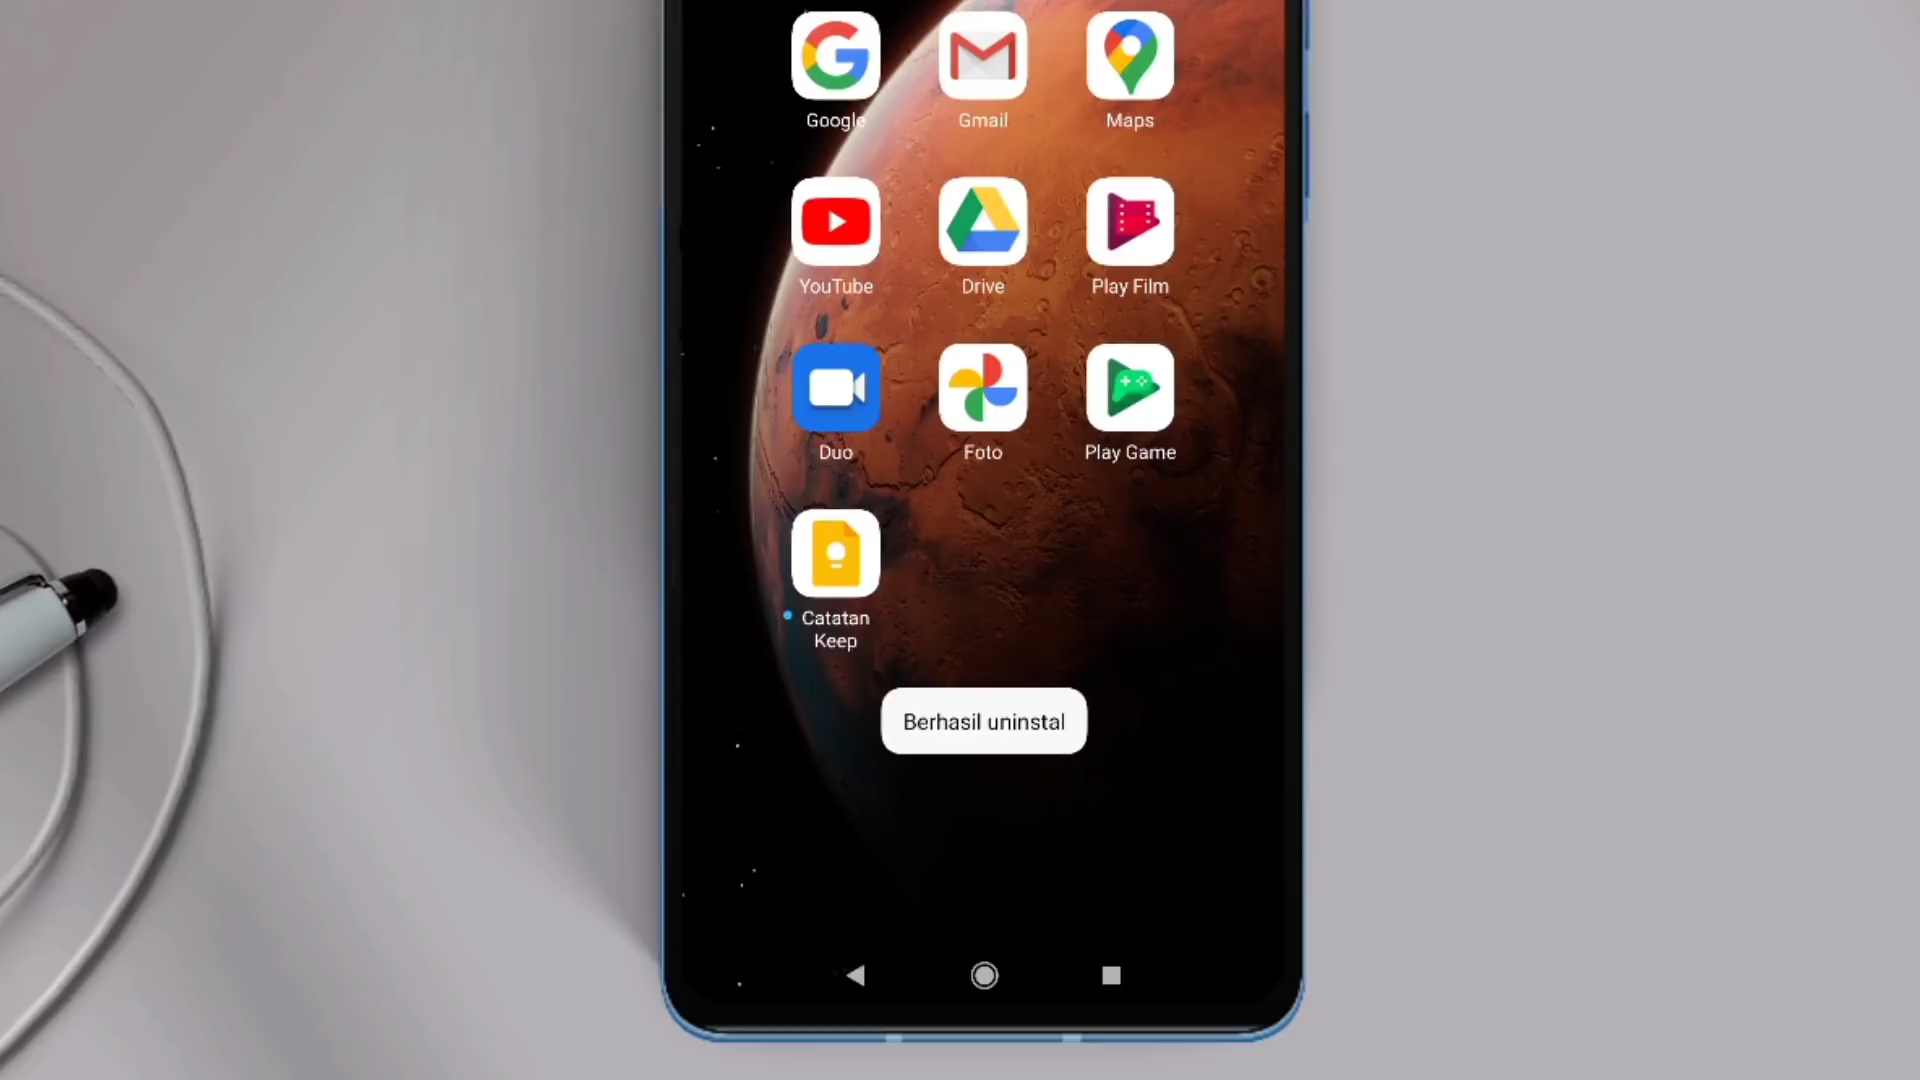 Google
Gmail
Maps
YouTube
Drive
Play Film
Duo
Foto
Play Game
Catatan
Keep
Berhasil uninstal